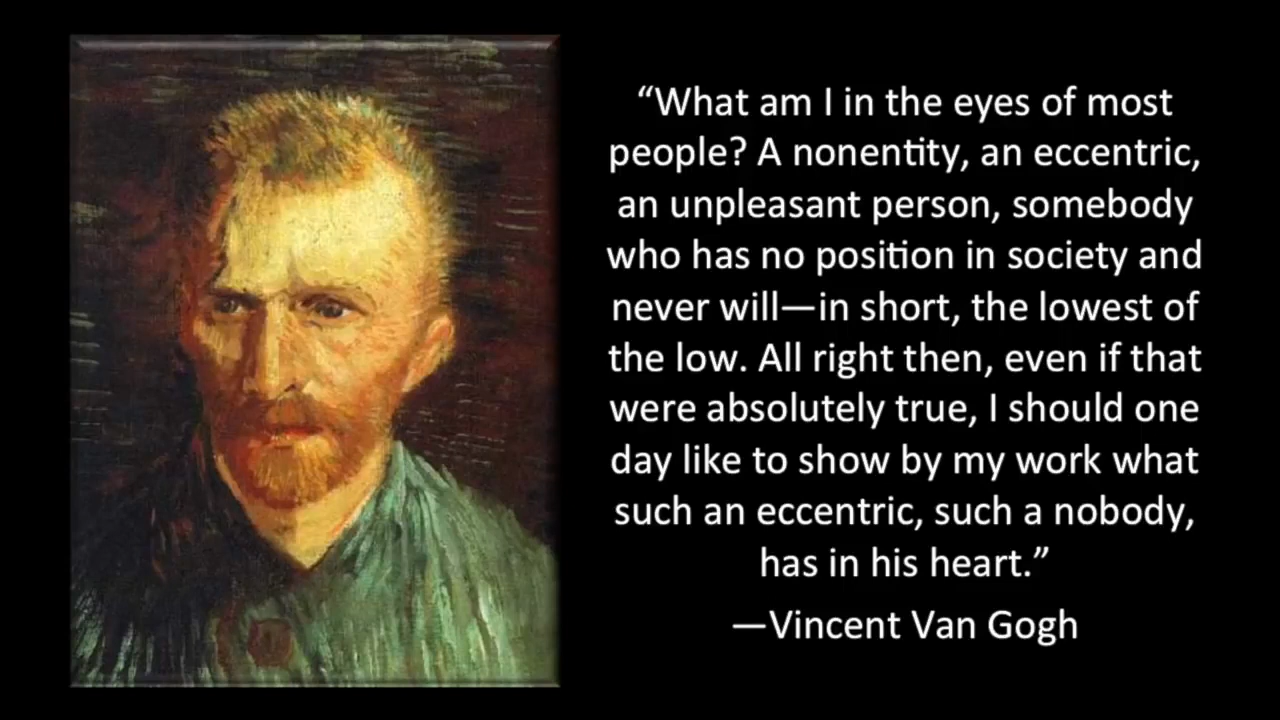 “What am I in the eyes of most
people? A nonentity, an eccentric,
an unpleasant person, somebody
who has no position in society and
never will—in short, the lowest of
the low. All right then, even if that
were absolutely true, I should one
day like to show by my work what
such an eccentric, such a nobody,
has in his heart.”
—Vincent Van Gogh